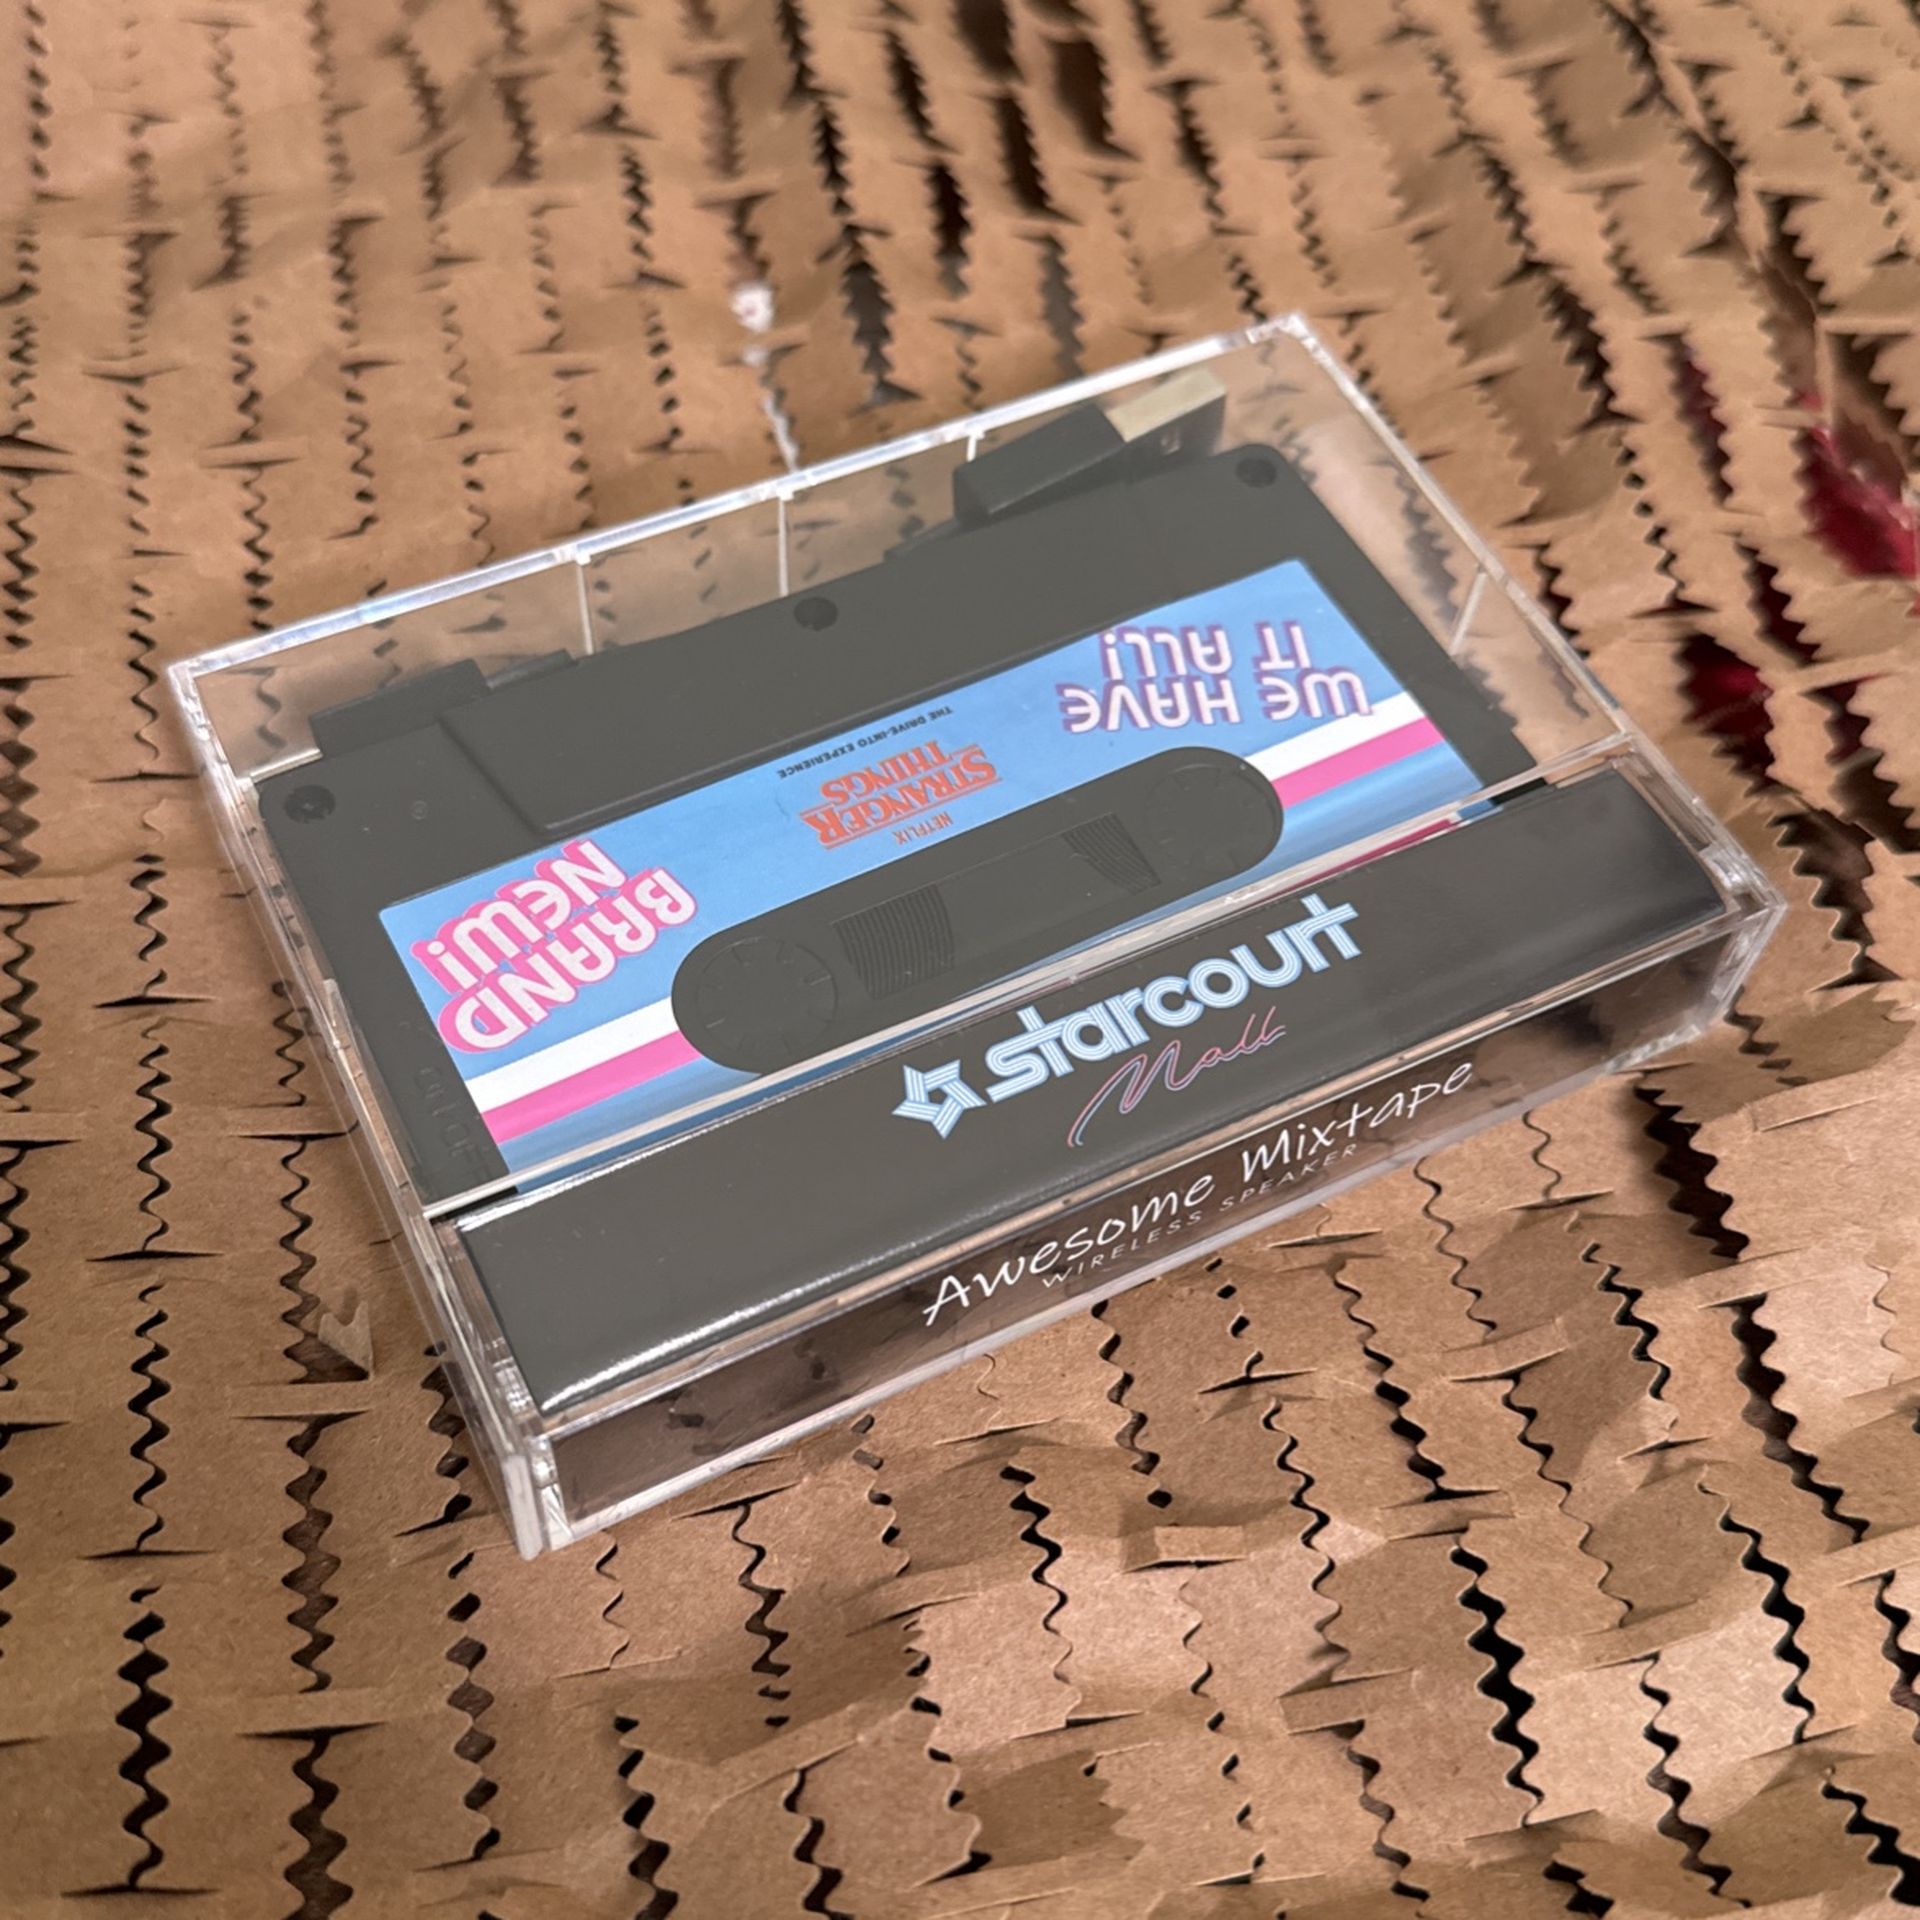 BRAND
NEW!
NETFLIX
STRANGER
THINGS
THE DRIVE-INTO EXPERIENCE
WE HAVE
IT ALL!
starcourt
Mall
Awesome Mixtape
WIRELESS SPEAKER